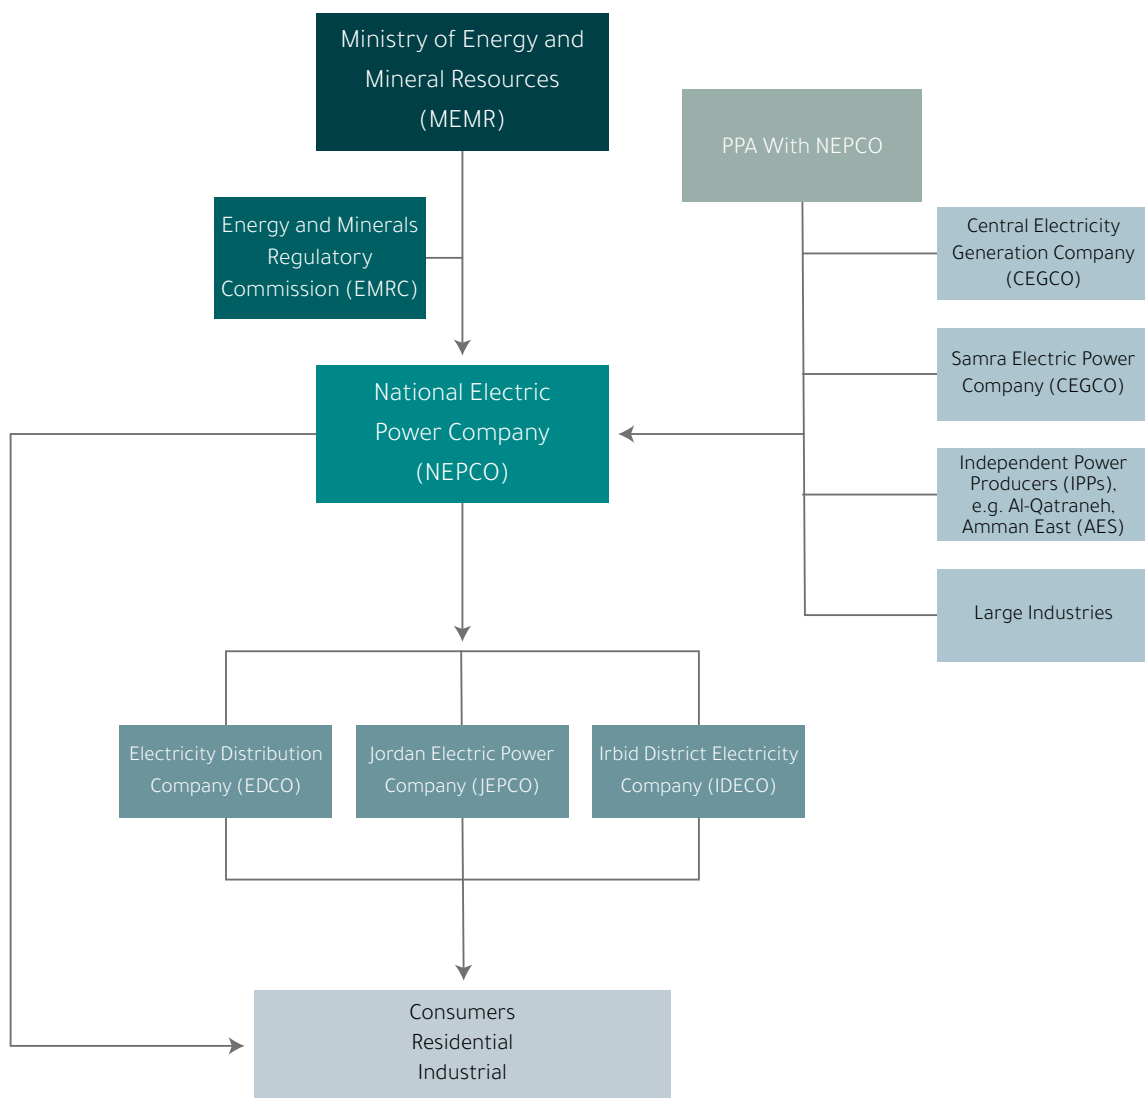 Ministry of Energy and
Mineral Resources
(MEMR)
PPA With NEPCO
Energy and Minerals
Regulatory
Commission (EMRC)
Central Electricity
Generation Company
(CEGCO)
Samra Electric Power
Company (CEGCO)
National Electric
Power Company
(NEPCO)
Independent Power
Producers (IPPs),
e.g. Al-Qatraneh,
Amman East (AES)
Large Industries
Electricity Distribution
Company (EDCO)
Jordan Electric Power
Company (JEPCO)
Irbid District Electricity
Company (IDECO)
Consumers
Residential
Industrial